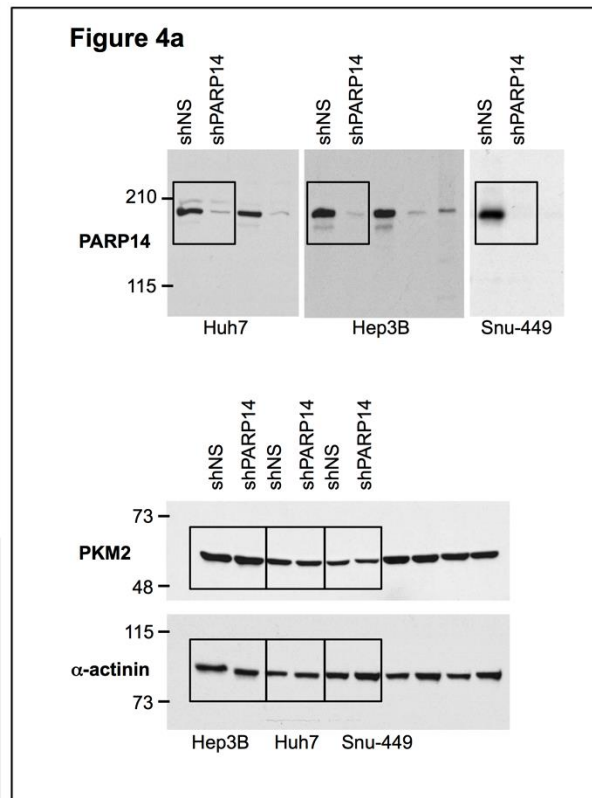 Figure 4a
shNS shPARP14 shNS shPARP14 shNS shPARP14
210
PARP14
115
Huh7 Hep3B Snu-449
shNS shPARP14 shNS shPARP14 shNS shPARP14
73
PKM2
48
115
α-actinin
73
Hep3B Huh7 Snu-449